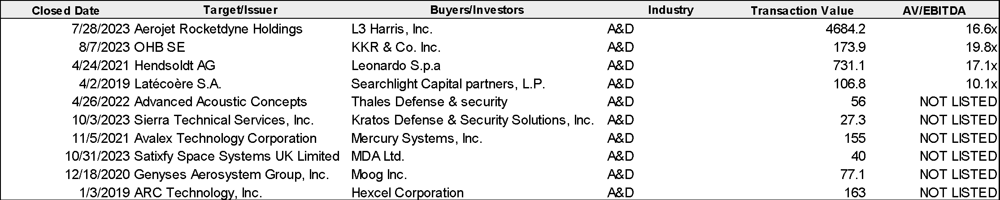 Closed Date Target/Issuer Buyers/Investors Industry Transaction Value AV/EBITDA
7/28/2023 Aerojet Rocketdyne Holdings L3 Harris, Inc. A&D 4684.2 16.6x
8/7/2023 OHB SE KKR & Co. Inc. A&D 173.9 19.8x
4/24/2021 Hendsoldt AG Leonardo S.p.a A&D 731.1 17.1x
4/2/2019 Latécoère S.A. Searchlight Capital partners, L.P. A&D 106.8 10.1x
4/26/2022 Advanced Acoustic Concepts Thales Defense & security A&D 56 NOT LISTED
10/3/2023 Sierra Technical Services, Inc. Kratos Defense & Security Solutions, Inc. A&D 27.3 NOT LISTED
11/5/2021 Avalex Technology Corporation Mercury Systems, Inc. A&D 155 NOT LISTED
10/31/2023 Satixfy Space Systems UK Limited MDA Ltd. A&D 40 NOT LISTED
12/18/2020 Genyses Aerosystem Group, Inc. Moog Inc. A&D 77.1 NOT LISTED
1/3/2019 ARC Technology, Inc. Hexcel Corporation A&D 163 NOT LISTED